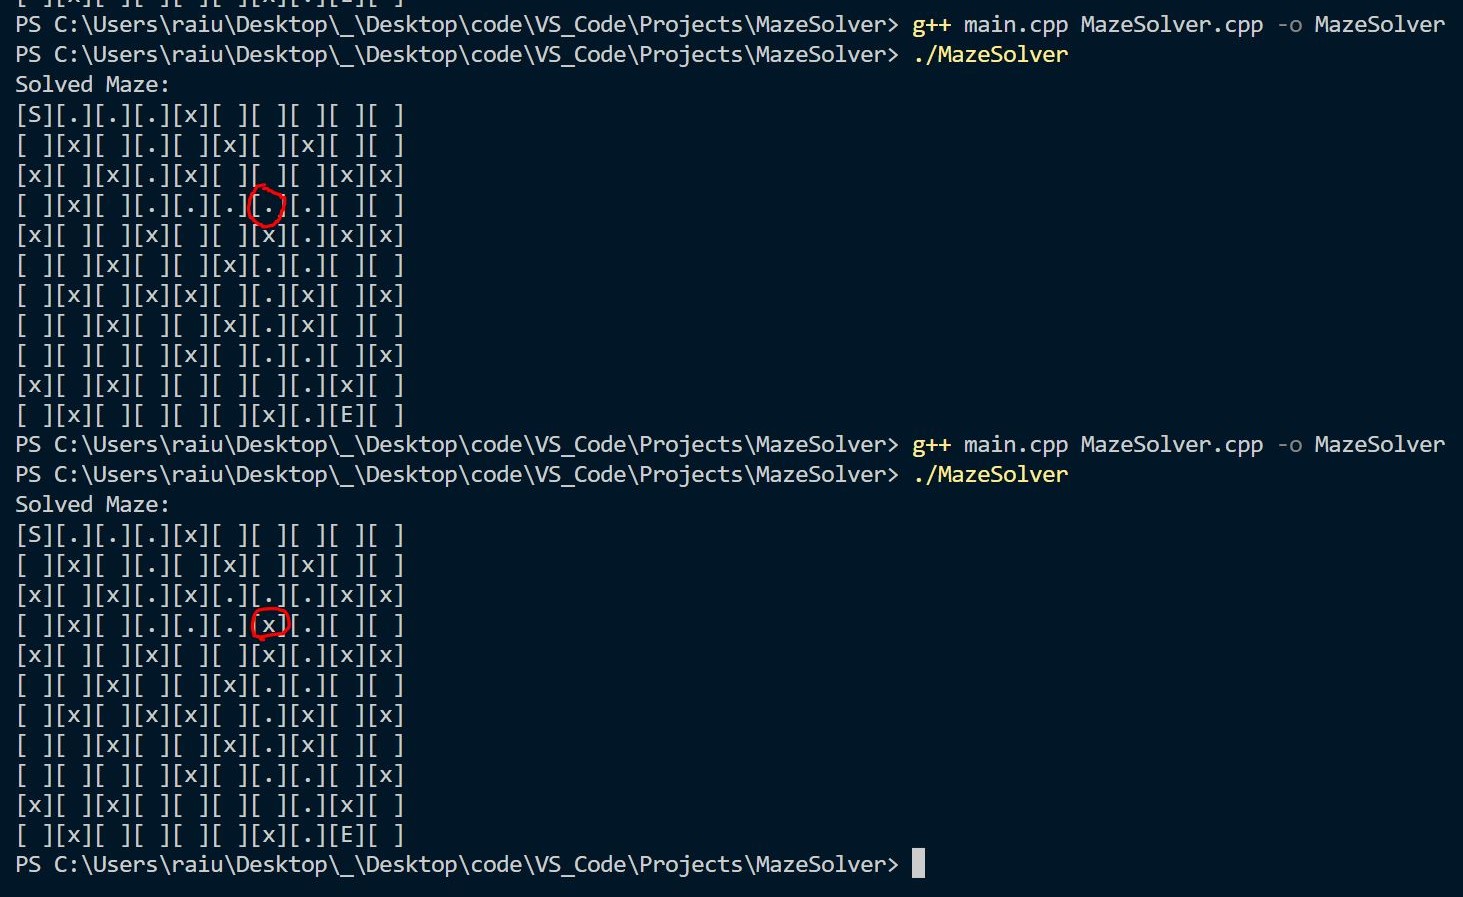 PS C:\Users\raiu\Desktop\_\Desktop\code\VS_Code\Projects\MazeSolver> g++ main.cpp MazeSolver.cpp -o MazeSolver
PS C:\Users\raiu\Desktop\_\Desktop\code\VS_Code\Projects\MazeSolver> ./MazeSolver
Solved Maze:
[S][.][.][.][x][ ][ ][ ][ ][ ]
[ ][x][ ][.][ ][x][ ][x][ ][ ]
[x][ ][x][.][x][ ][ ][ ][x][x]
[ ][x][ ][.][.][.][.][.][ ][ ]
[x][ ][ ][x][ ][ ][x][.][x][x]
[ ][ ][x][ ][ ][x][.][.][ ][ ]
[ ][x][ ][x][x][ ][.][x][ ][x]
[ ][ ][x][ ][ ][x][.][x][ ][ ]
[ ][ ][ ][ ][x][ ][.][.][ ][x]
[x][ ][x][ ][ ][ ][ ][.][x][ ]
[ ][x][ ][ ][ ][ ][x][.][E][ ]
PS C:\Users\raiu\Desktop\_\Desktop\code\VS_Code\Projects\MazeSolver> g++ main.cpp MazeSolver.cpp -o MazeSolver
PS C:\Users\raiu\Desktop\_\Desktop\code\VS_Code\Projects\MazeSolver> ./MazeSolver
Solved Maze:
[S][.][.][.][x][ ][ ][ ][ ][ ]
[ ][x][ ][.][ ][x][ ][x][ ][ ]
[x][ ][x][.][x][.][.][.][x][x]
[ ][x][ ][.][.][.][x][.][ ][ ]
[x][ ][ ][x][ ][ ][x][.][x][x]
[ ][ ][x][ ][ ][x][.][.][ ][ ]
[ ][x][ ][x][x][ ][.][x][ ][x]
[ ][ ][x][ ][ ][x][.][x][ ][ ]
[ ][ ][ ][ ][x][ ][.][.][ ][x]
[x][ ][x][ ][ ][ ][ ][.][x][ ]
[ ][x][ ][ ][ ][ ][x][.][E][ ]
PS C:\Users\raiu\Desktop\_\Desktop\code\VS_Code\Projects\MazeSolver>